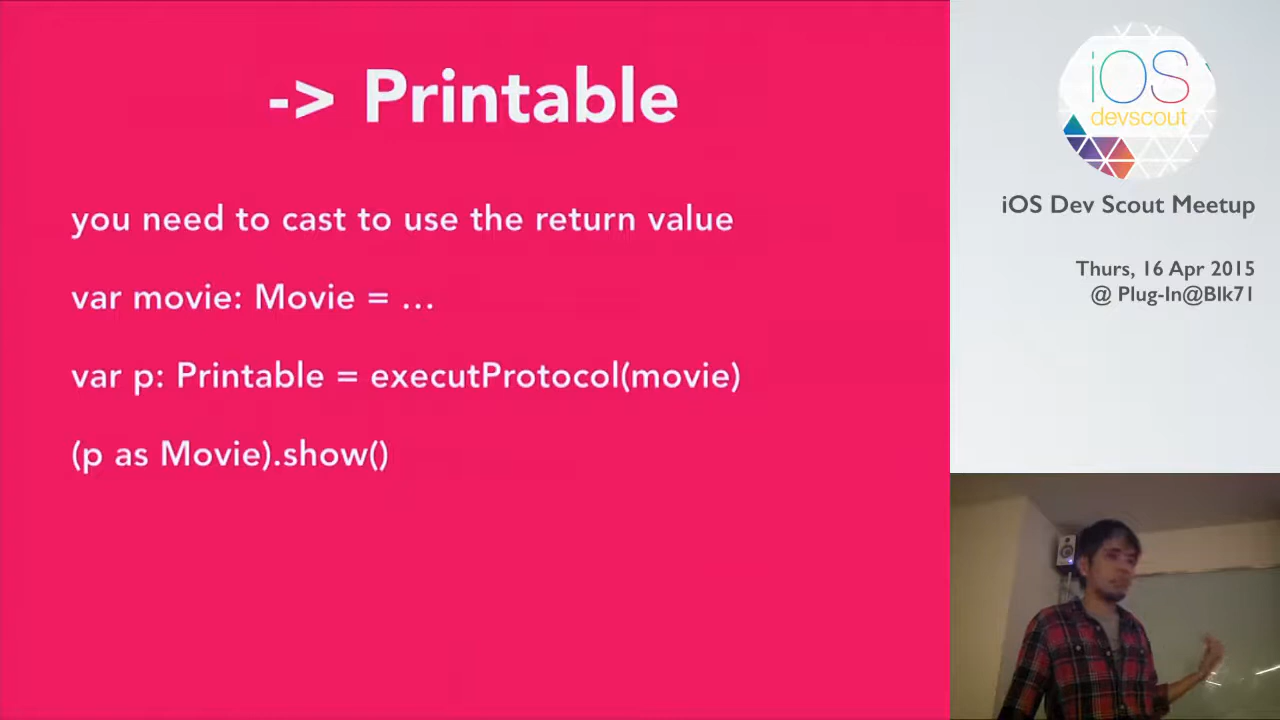 -> Printable
you need to cast to use the return value
var movie: Movie = …
var p: Printable = executProtocol(movie)
(p as Movie).show()
iOS
devscout
iOS Dev Scout Meetup
Thurs, 16 Apr 2015
@ Plug-In@Blk71